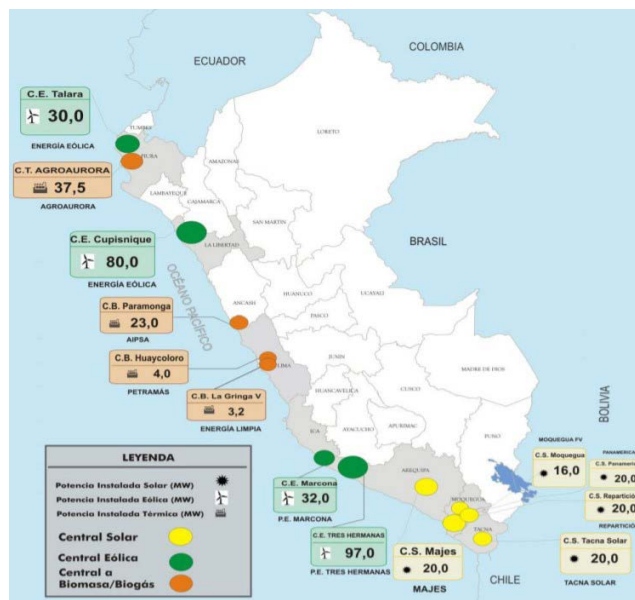 COLOMBIA
ECUADOR
C.E. Talara
30,0
ENERGÍA EÓLICA
TUMBES
PIURA
LORETO
C.T. AGROAURORA
37,5
AGROAURORA
AMAZONAS
LAMBAYEQUE
CAJAMARCA
SAN MARTIN
C.E. Cupisnique
80,0
ENERGÍA EÓLICA
LA LIBERTAD
BRASIL
OCÉANO PACÍFICO
ANCASH
HUANUCO
UCAYALI
PASCO
C.B. Paramonga
23,0
AIPSA
C.B. Huaycoloro
4,0
PETRAMÁS
LIMA
JUNIN
MADRE DE DIOS
C.B. La Gringa V
3,2
ENERGÍA LIMPIA
HUANCAVELICA
CUSCO
BOLIVIA
ICA
AYACUCHO
APURIMAC
PUNO
LEYENDA
Potencia Instalada Solar (MW)
Potencia Instalada Eólica (MW)
Potencia Instalada Térmica (MW)
Central Solar
Central Eólica
Central a
Biomasa/Biogás
C.E. Marcona
32,0
P.E. MARCONA
C.E. TRES HERMANAS
97,0
P.E. TRES HERMANAS
AREQUIPA
MOQUEGUA
TACNA
MOQUEGUA FV
C.S. Moquegua
16,0
PANAMERICA
C.S. Panameri
20,0
C.S. Repartició
20,0
REPARTICIÓ
C.S. Majes
20,0
MAJES
C.S. Tacna Solar
20,0
TACNA SOLAR
CHILE